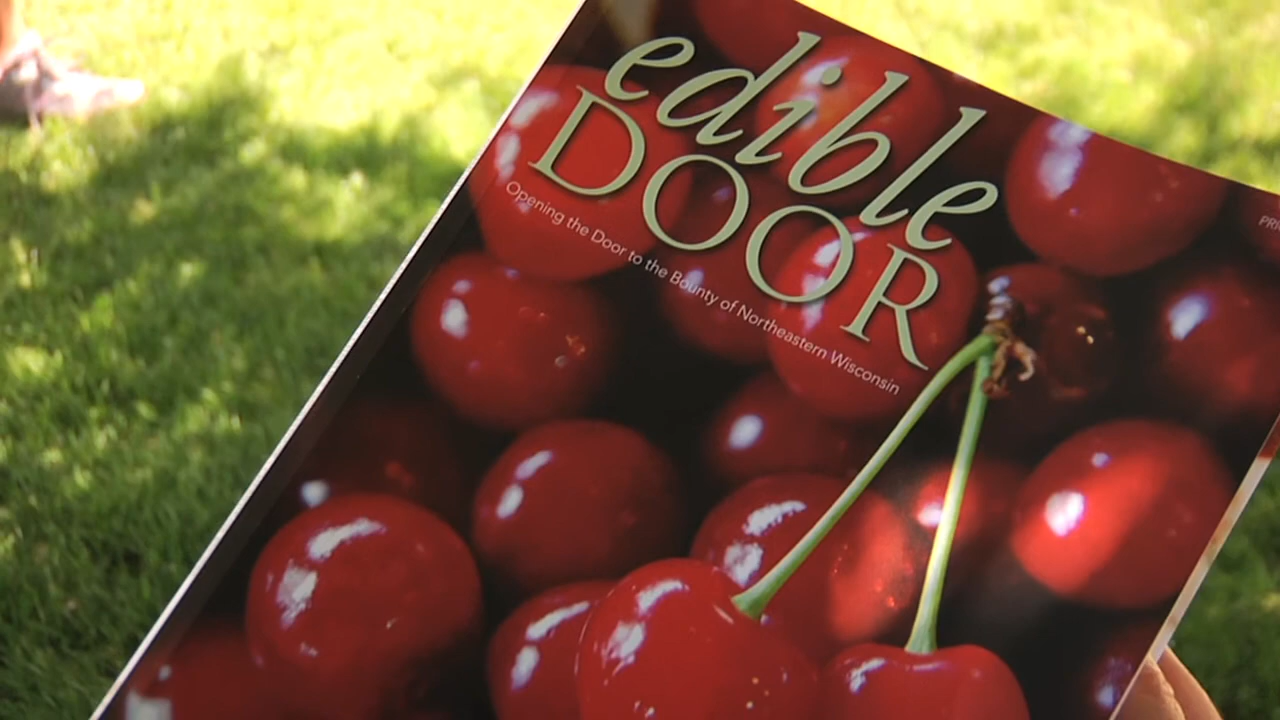 edible
DOOR
Opening the Door to the Bounty of Northeastern Wisconsin